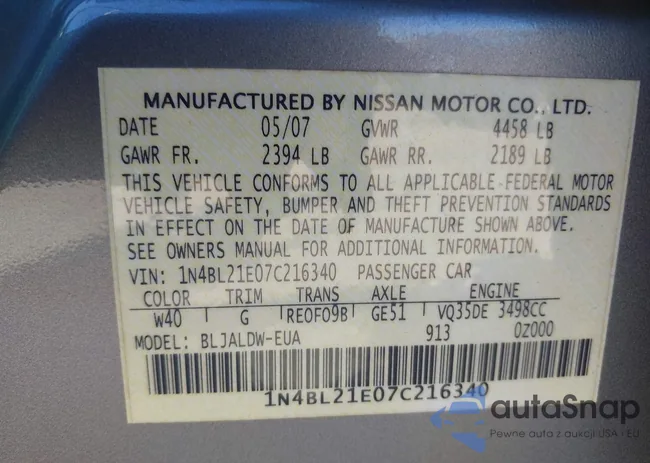 MANUFACTURED BY NISSAN MOTOR CO., LTD.
DATE 05/07 GVWR 4458 LB
GAWR FR. 2394 LB GAWR RR. 2189 LB
THIS VEHICLE CONFORMS TO ALL APPLICABLE FEDERAL MOTOR
VEHICLE SAFETY, BUMPER AND THEFT PREVENTION STANDARDS
IN EFFECT ON THE DATE OF MANUFACTURE SHOWN ABOVE.
SEE OWNERS MANUAL FOR ADDITIONAL INFORMATION.
VIN: 1N4BL21E07C216340 PASSENGER CAR
COLOR TRIM TRANS AXLE ENGINE
W40 G REOFO9B GE51 VQ35DE 3498CC
MODEL: BLJALDW-EUA 913 0Z000
1N4BL21E07C216340
autaSnap
Pewne auta z aukcji USA i EU